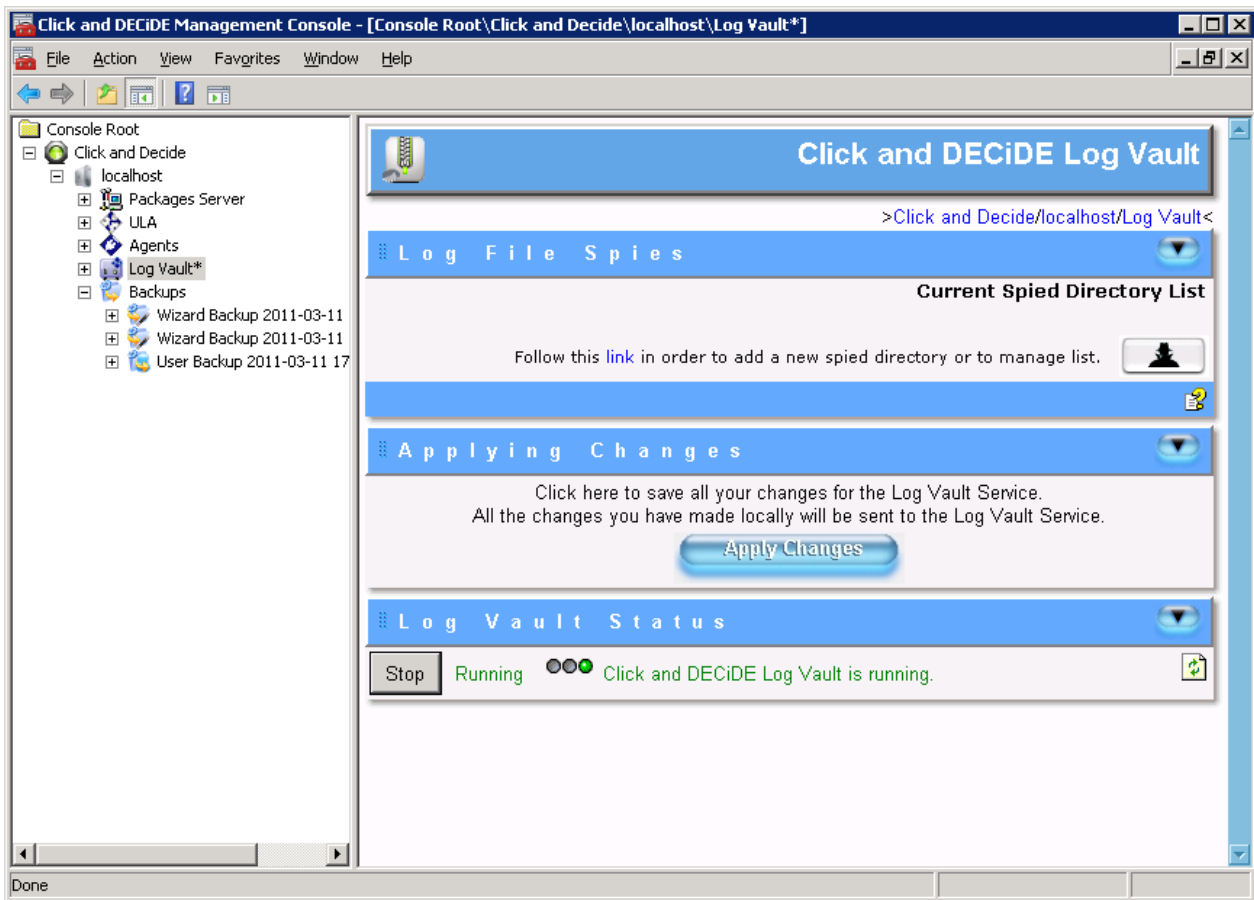 Click and DECiDE Management Console - [Console Root\Click and Decide\localhost\Log Vault*]
File Action View Favorites Window Help
Console Root
Click and Decide
localhost
Packages Server
ULA
Agents
Log Vault*
Backups
Wizard Backup 2011-03-11
Wizard Backup 2011-03-11
User Backup 2011-03-11 17
Click and DECiDE Log Vault
>Click and Decide/localhost/Log Vault<
Log File Spies
Current Spied Directory List
Follow this link in order to add a new spied directory or to manage list.
Applying Changes
Click here to save all your changes for the Log Vault Service.
All the changes you have made locally will be sent to the Log Vault Service.
Apply Changes
Log Vault Status
Stop Running Click and DECiDE Log Vault is running.
Done